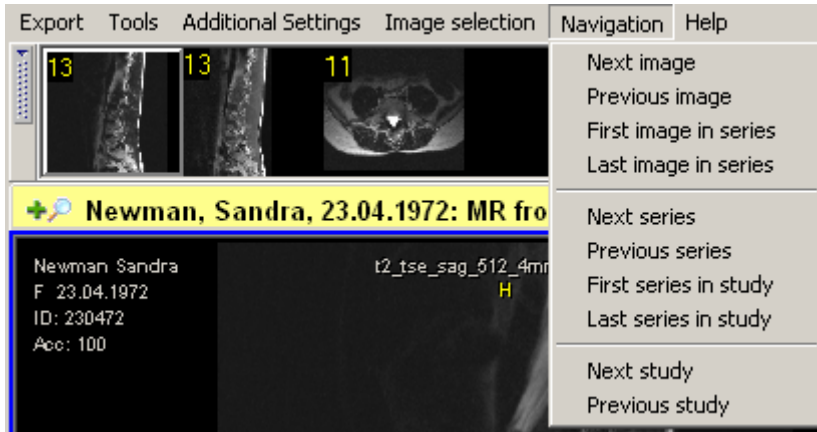 Export Tools Additional Settings Image selection Navigation Help
13 13 11
Next image
Previous image
First image in series
Last image in series
Next series
Previous series
First series in study
Last series in study
Next study
Previous study
Newman, Sandra, 23.04.1972: MR fro
Newman Sandra
F 23.04.1972
ID: 230472
Acc: 100
t2_tse_sag_512_4mm
H